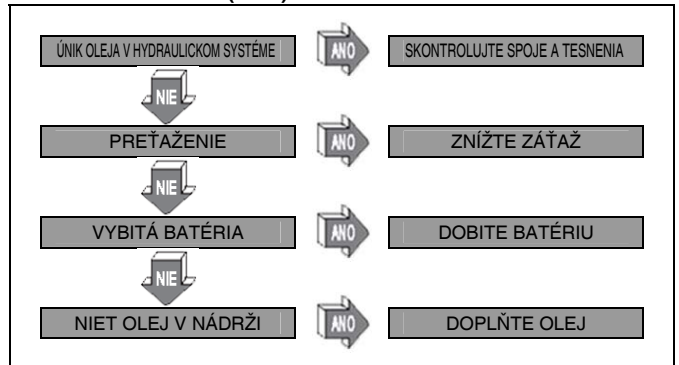 ÚNIK OLEJA V HYDRAULICKOM SYSTÉME ANO SKONTROLUJTE SPOJE A TESNENIA
NIE
PREŤAŽENIE ANO ZNÍŽTE ZÁŤAŽ
NIE
VYBITÁ BATÉRIA ANO DOBITE BATÉRIU
NIE
NIET OLEJ V NÁDRŽI ANO DOPLŇTE OLEJ